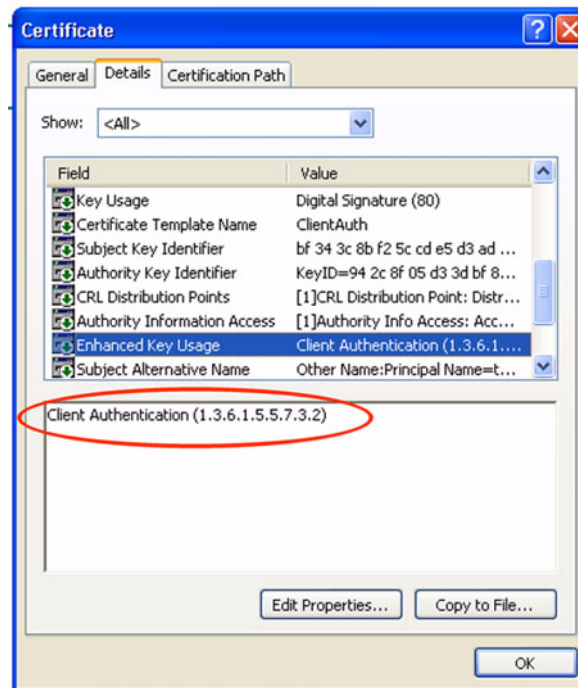 Certificate
General Details Certification Path
Show: <All>
Field Value
Key Usage Digital Signature (80)
Certificate Template Name ClientAuth
Subject Key Identifier bf 34 3c 8b f2 5c cd e5 d3 ad ...
Authority Key Identifier KeyID=94 2c 8f 05 d3 3d bf 8...
CRL Distribution Points [1]CRL Distribution Point: Distr...
Authority Information Access [1]Authority Info Access: Acc...
Enhanced Key Usage Client Authentication (1.3.6.1....
Subject Alternative Name Other Name:Principal Name=t...
Client Authentication (1.3.6.1.5.5.7.3.2)
Edit Properties... Copy to File...
OK